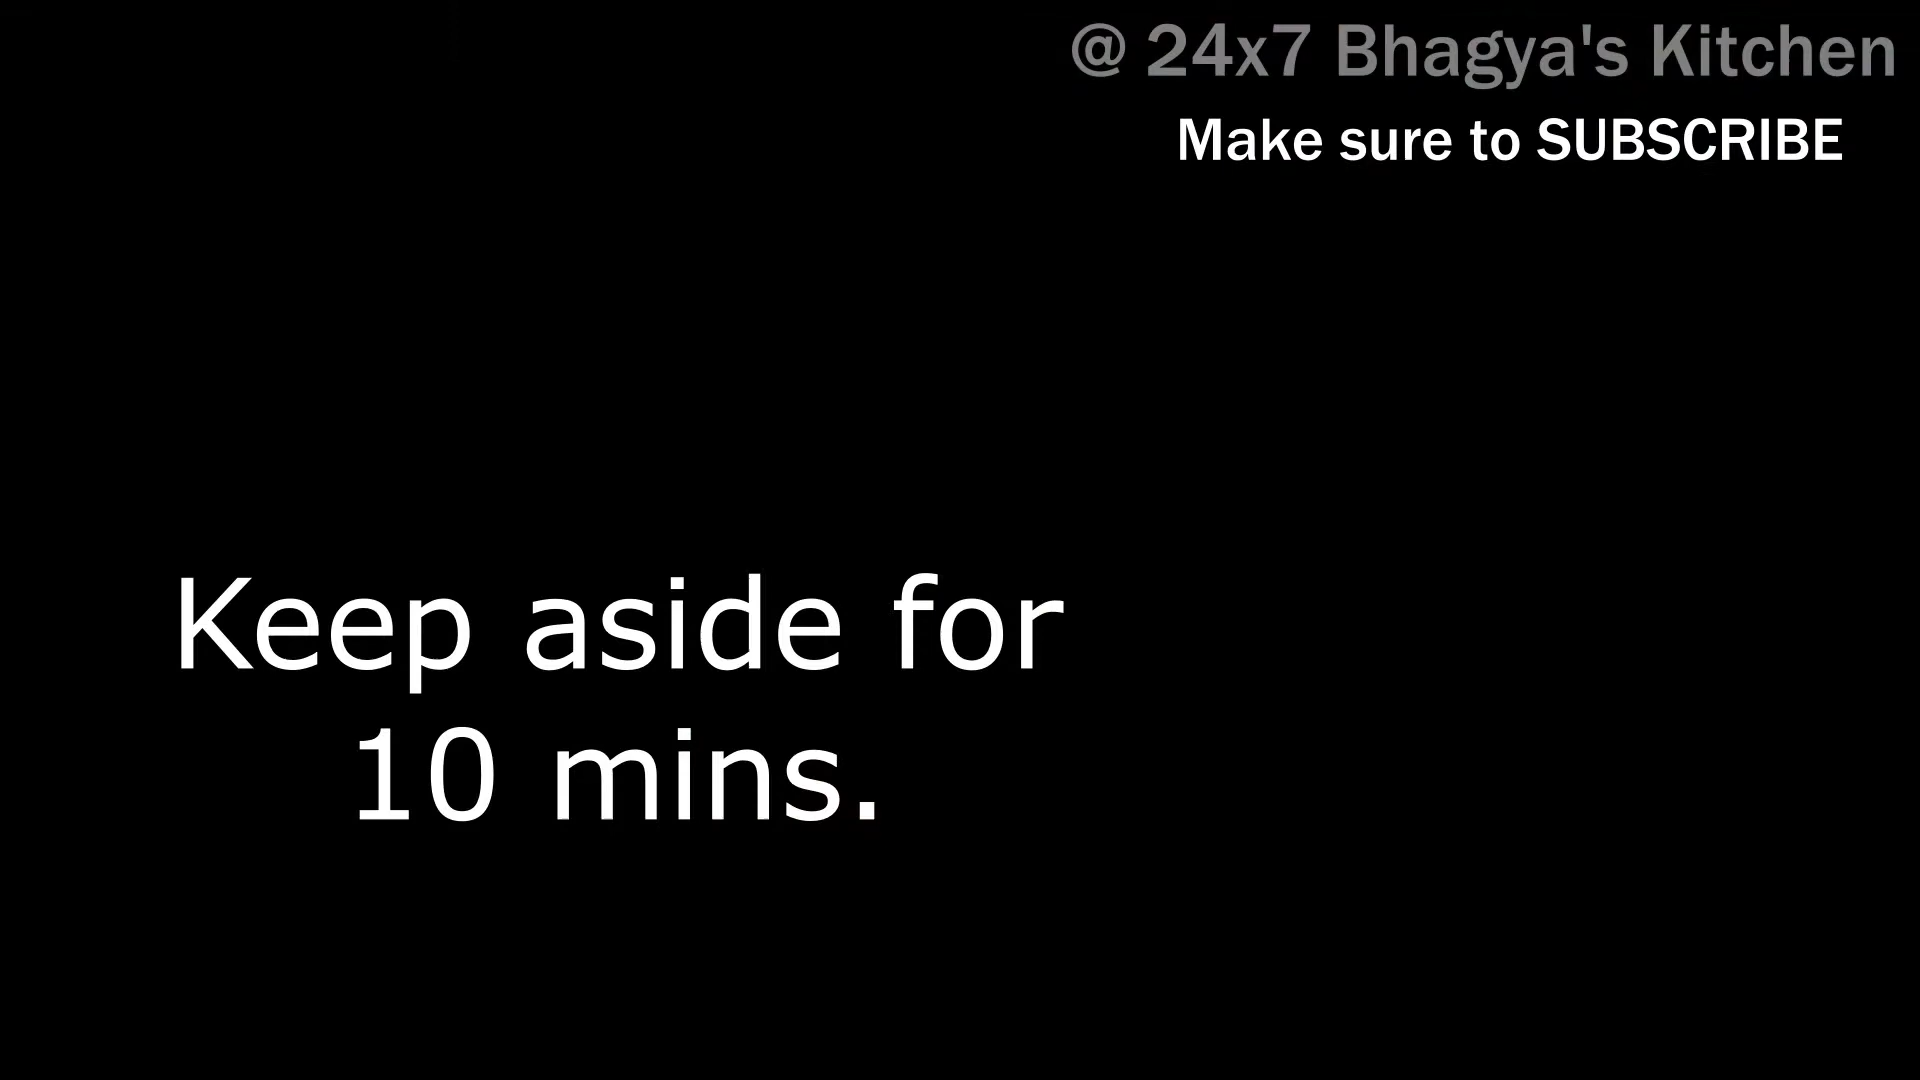 @ 24x7 Bhagya's Kitchen
Make sure to SUBSCRIBE
Keep aside for
10 mins.